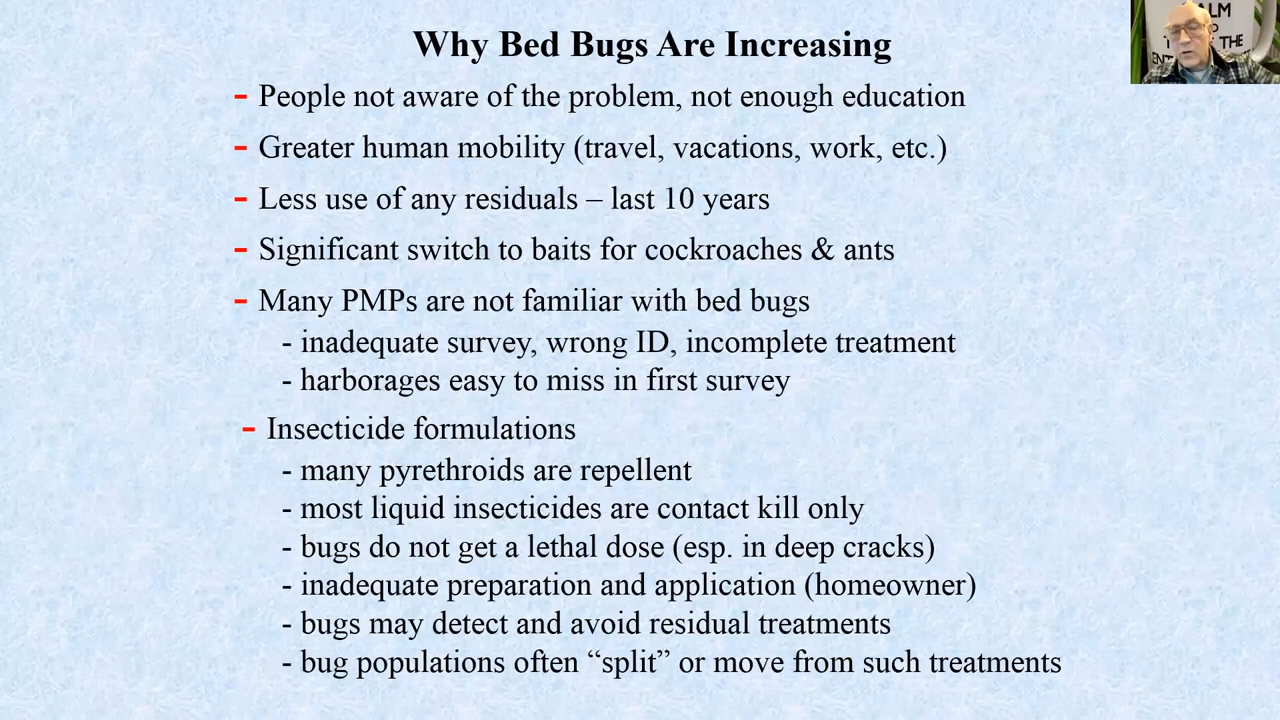 Why Bed Bugs Are Increasing
- People not aware of the problem, not enough education
- Greater human mobility (travel, vacations, work, etc.)
- Less use of any residuals – last 10 years
- Significant switch to baits for cockroaches & ants
- Many PMPs are not familiar with bed bugs
- inadequate survey, wrong ID, incomplete treatment
- harborages easy to miss in first survey
- Insecticide formulations
- many pyrethroids are repellent
- most liquid insecticides are contact kill only
- bugs do not get a lethal dose (esp. in deep cracks)
- inadequate preparation and application (homeowner)
- bugs may detect and avoid residual treatments
- bug populations often “split” or move from such treatments
THE